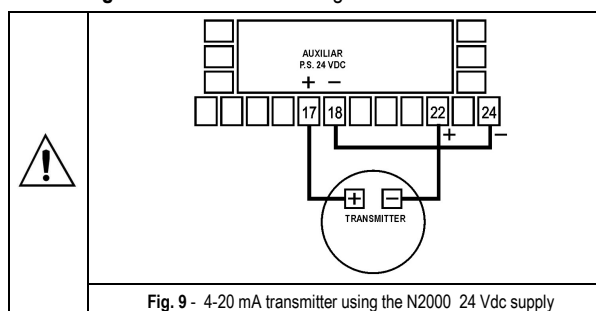 AUXILIAR
P.S. 24 VDC
+ −
17 18 22 24
+ −
+ −
TRANSMITTER
Fig. 9 - 4-20 mA transmitter using the N2000 24 Vdc supply